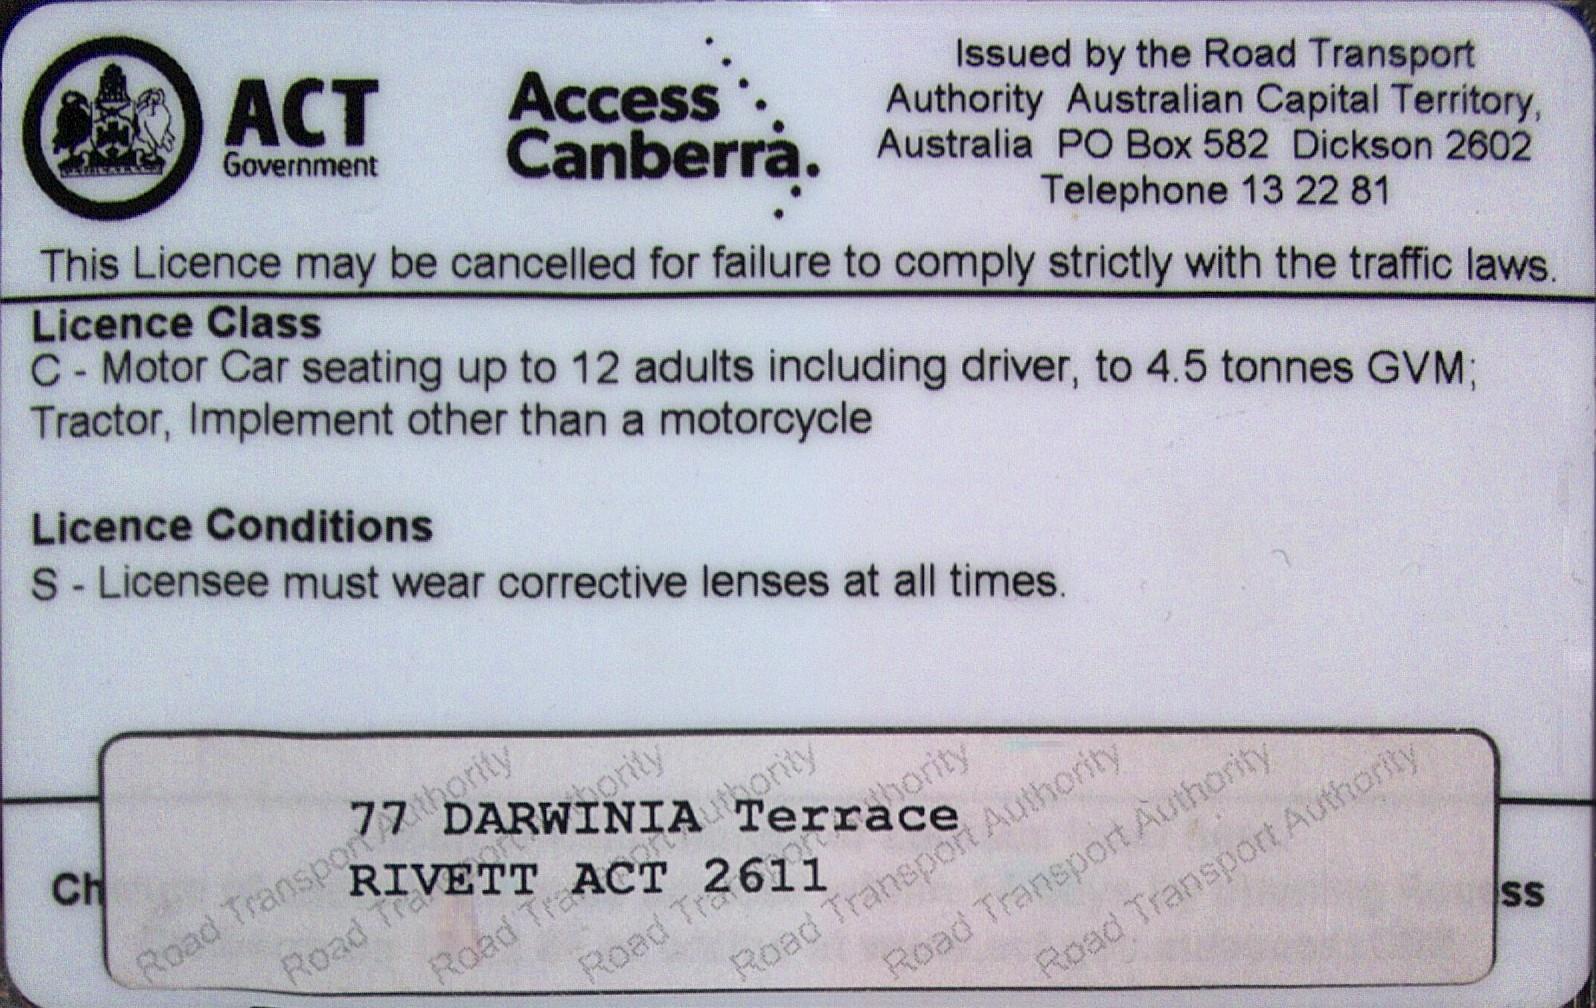 ACT
Government
Access
Canberra.
Issued by the Road Transport
Authority Australian Capital Territory,
Australia PO Box 582 Dickson 2602
Telephone 13 22 81
This Licence may be cancelled for failure to comply strictly with the traffic laws.
Licence Class
C - Motor Car seating up to 12 adults including driver, to 4.5 tonnes GVM;
Tractor, Implement other than a motorcycle
Licence Conditions
S - Licensee must wear corrective lenses at all times.
77 DARWINIA Terrace
RIVETT ACT 2611
Ch
ss
Road Transport Authority Road Transport Authority Road Transport Authority Road Transport Authority Road Transport Authority Road Transport Authority Road Transport Authority